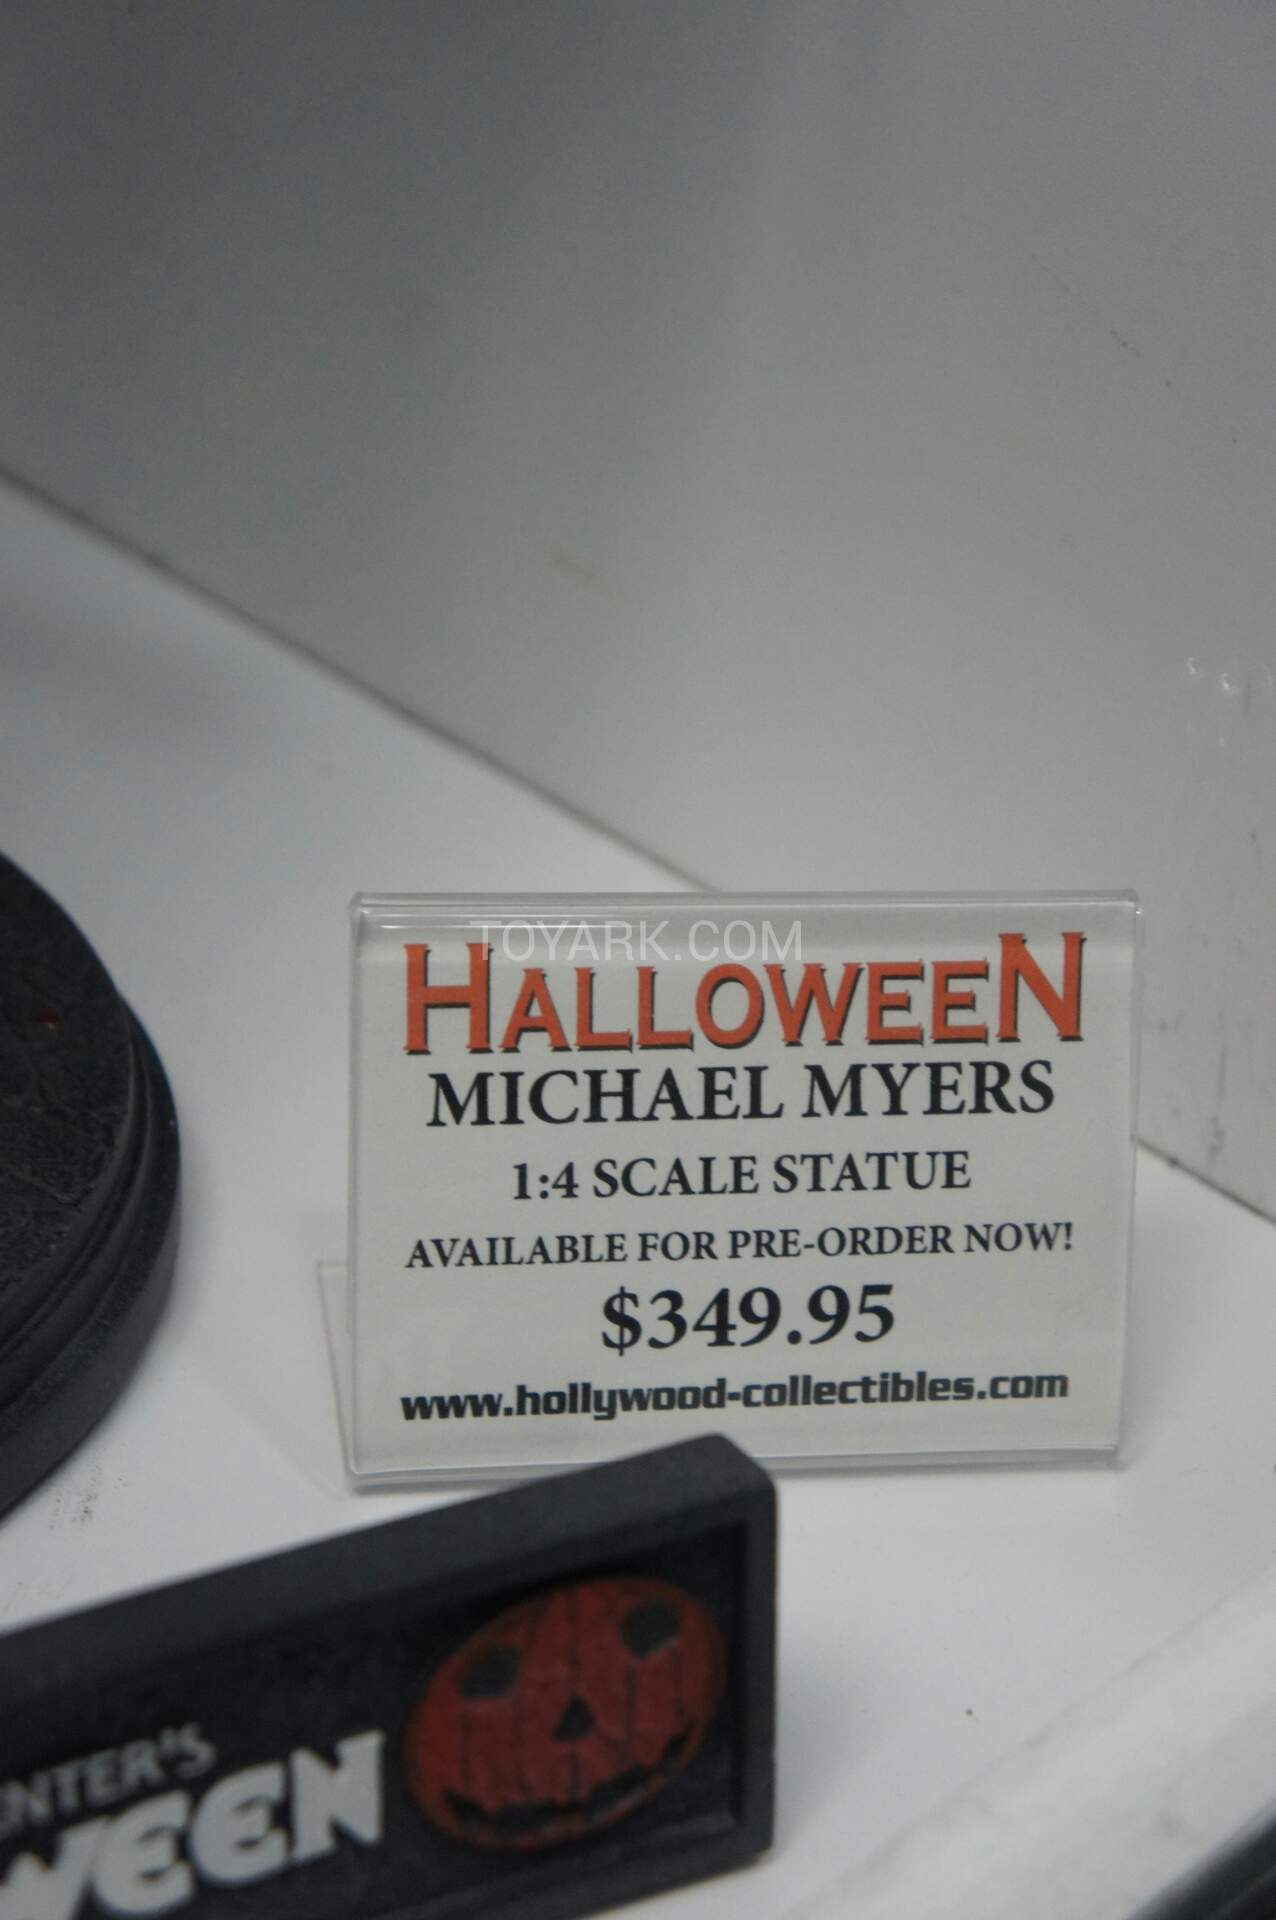 TOYARK.COM
HALLOWEEN
MICHAEL MYERS
1:4 SCALE STATUE
AVAILABLE FOR PRE-ORDER NOW!
$349.95
www.hollywood-collectibles.com
NTER'S
WEEN